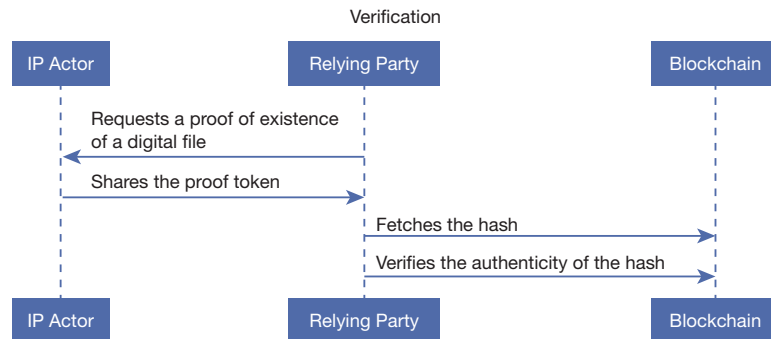 Verification
IP Actor
Relying Party
Blockchain
Requests a proof of existence
of a digital file
Shares the proof token
Fetches the hash
Verifies the authenticity of the hash
IP Actor
Relying Party
Blockchain